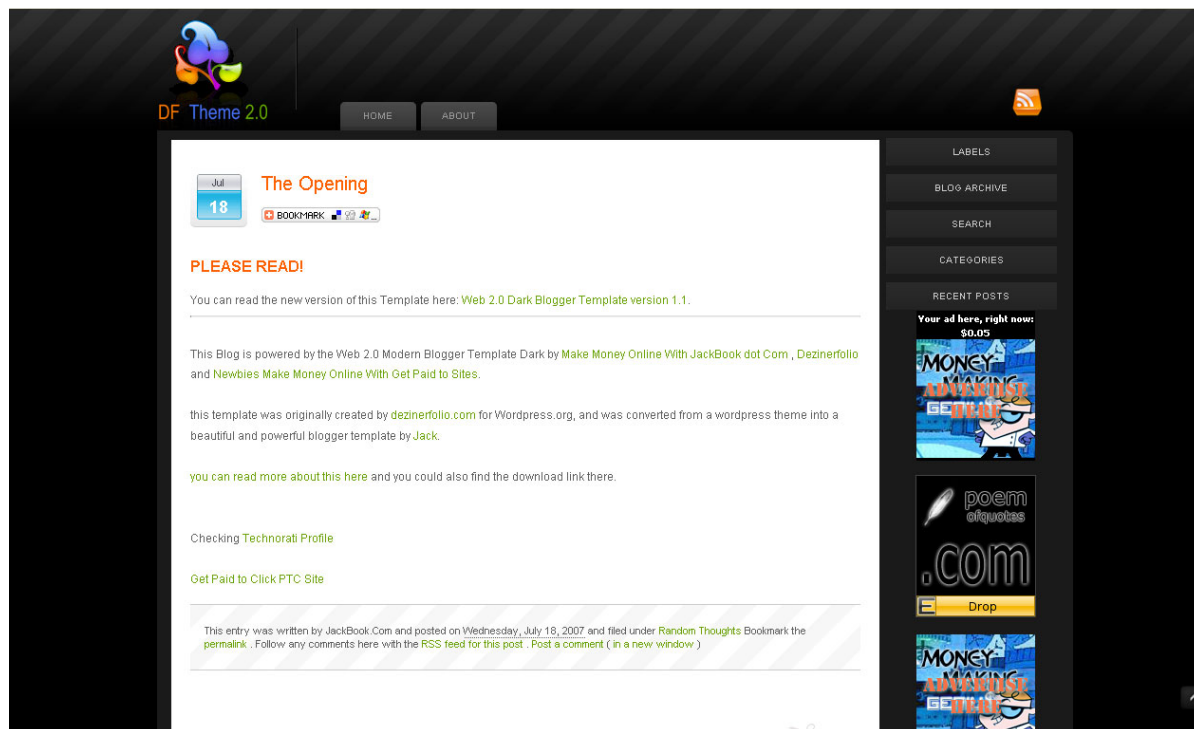 DF Theme 2.0
HOME
ABOUT
Jul
18
The Opening
BOOKMARK
PLEASE READ!
You can read the new version of this Template here: Web 2.0 Dark Blogger Template version 1.1.
This Blog is powered by the Web 2.0 Modern Blogger Template Dark by Make Money Online With JackBook dot Com , Dezinerfolio
and Newbies Make Money Online With Get Paid to Sites.
this template was originally created by dezinerfolio.com for Wordpress.org, and was converted from a wordpress theme into a
beautiful and powerful blogger template by Jack.
you can read more about this here and you could also find the download link there.
Checking Technorati Profile
Get Paid to Click PTC Site
This entry was written by JackBook.Com and posted on Wednesday, July 18, 2007 and filed under Random Thoughts Bookmark the
permalink . Follow any comments here with the RSS feed for this post . Post a comment ( in a new window )
LABELS
BLOG ARCHIVE
SEARCH
CATEGORIES
RECENT POSTS
Your ad here, right now:
$0.05
MONEY
MAKING
ADVERTISE
HERE
poem
ofquotes
.com
E Drop
MONEY
MAKING
ADVERTISE
HERE